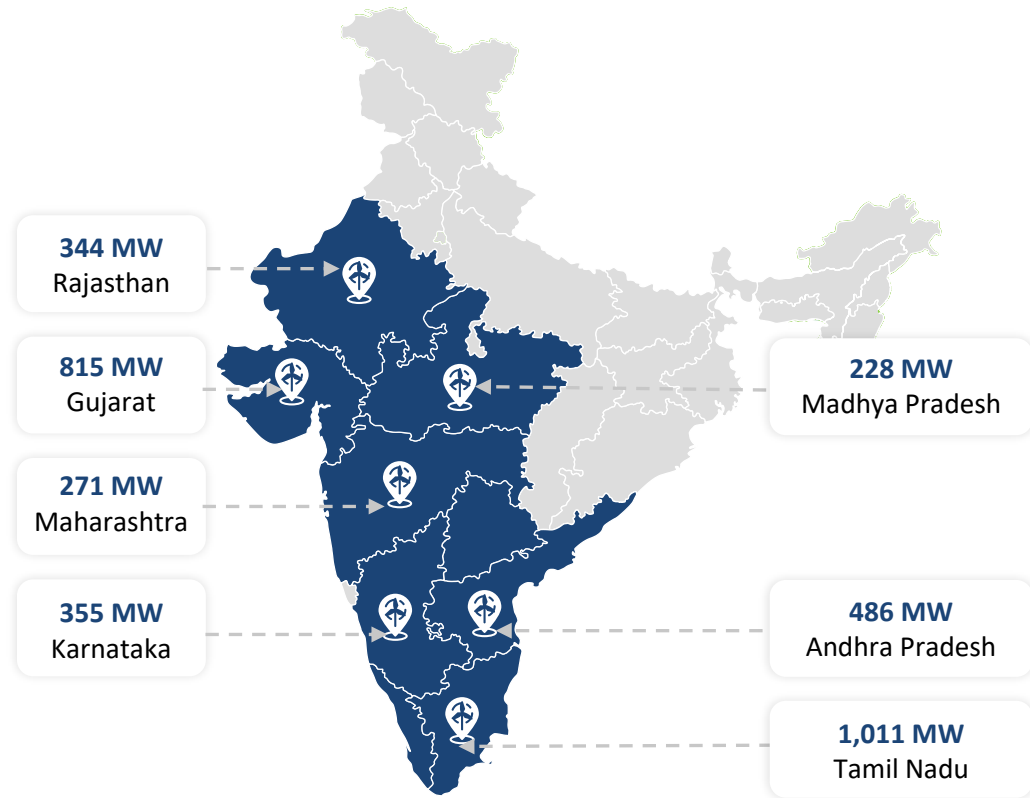 344 MW
Rajasthan
815 MW
Gujarat
271 MW
Maharashtra
355 MW
Karnataka
228 MW
Madhya Pradesh
486 MW
Andhra Pradesh
1,011 MW
Tamil Nadu